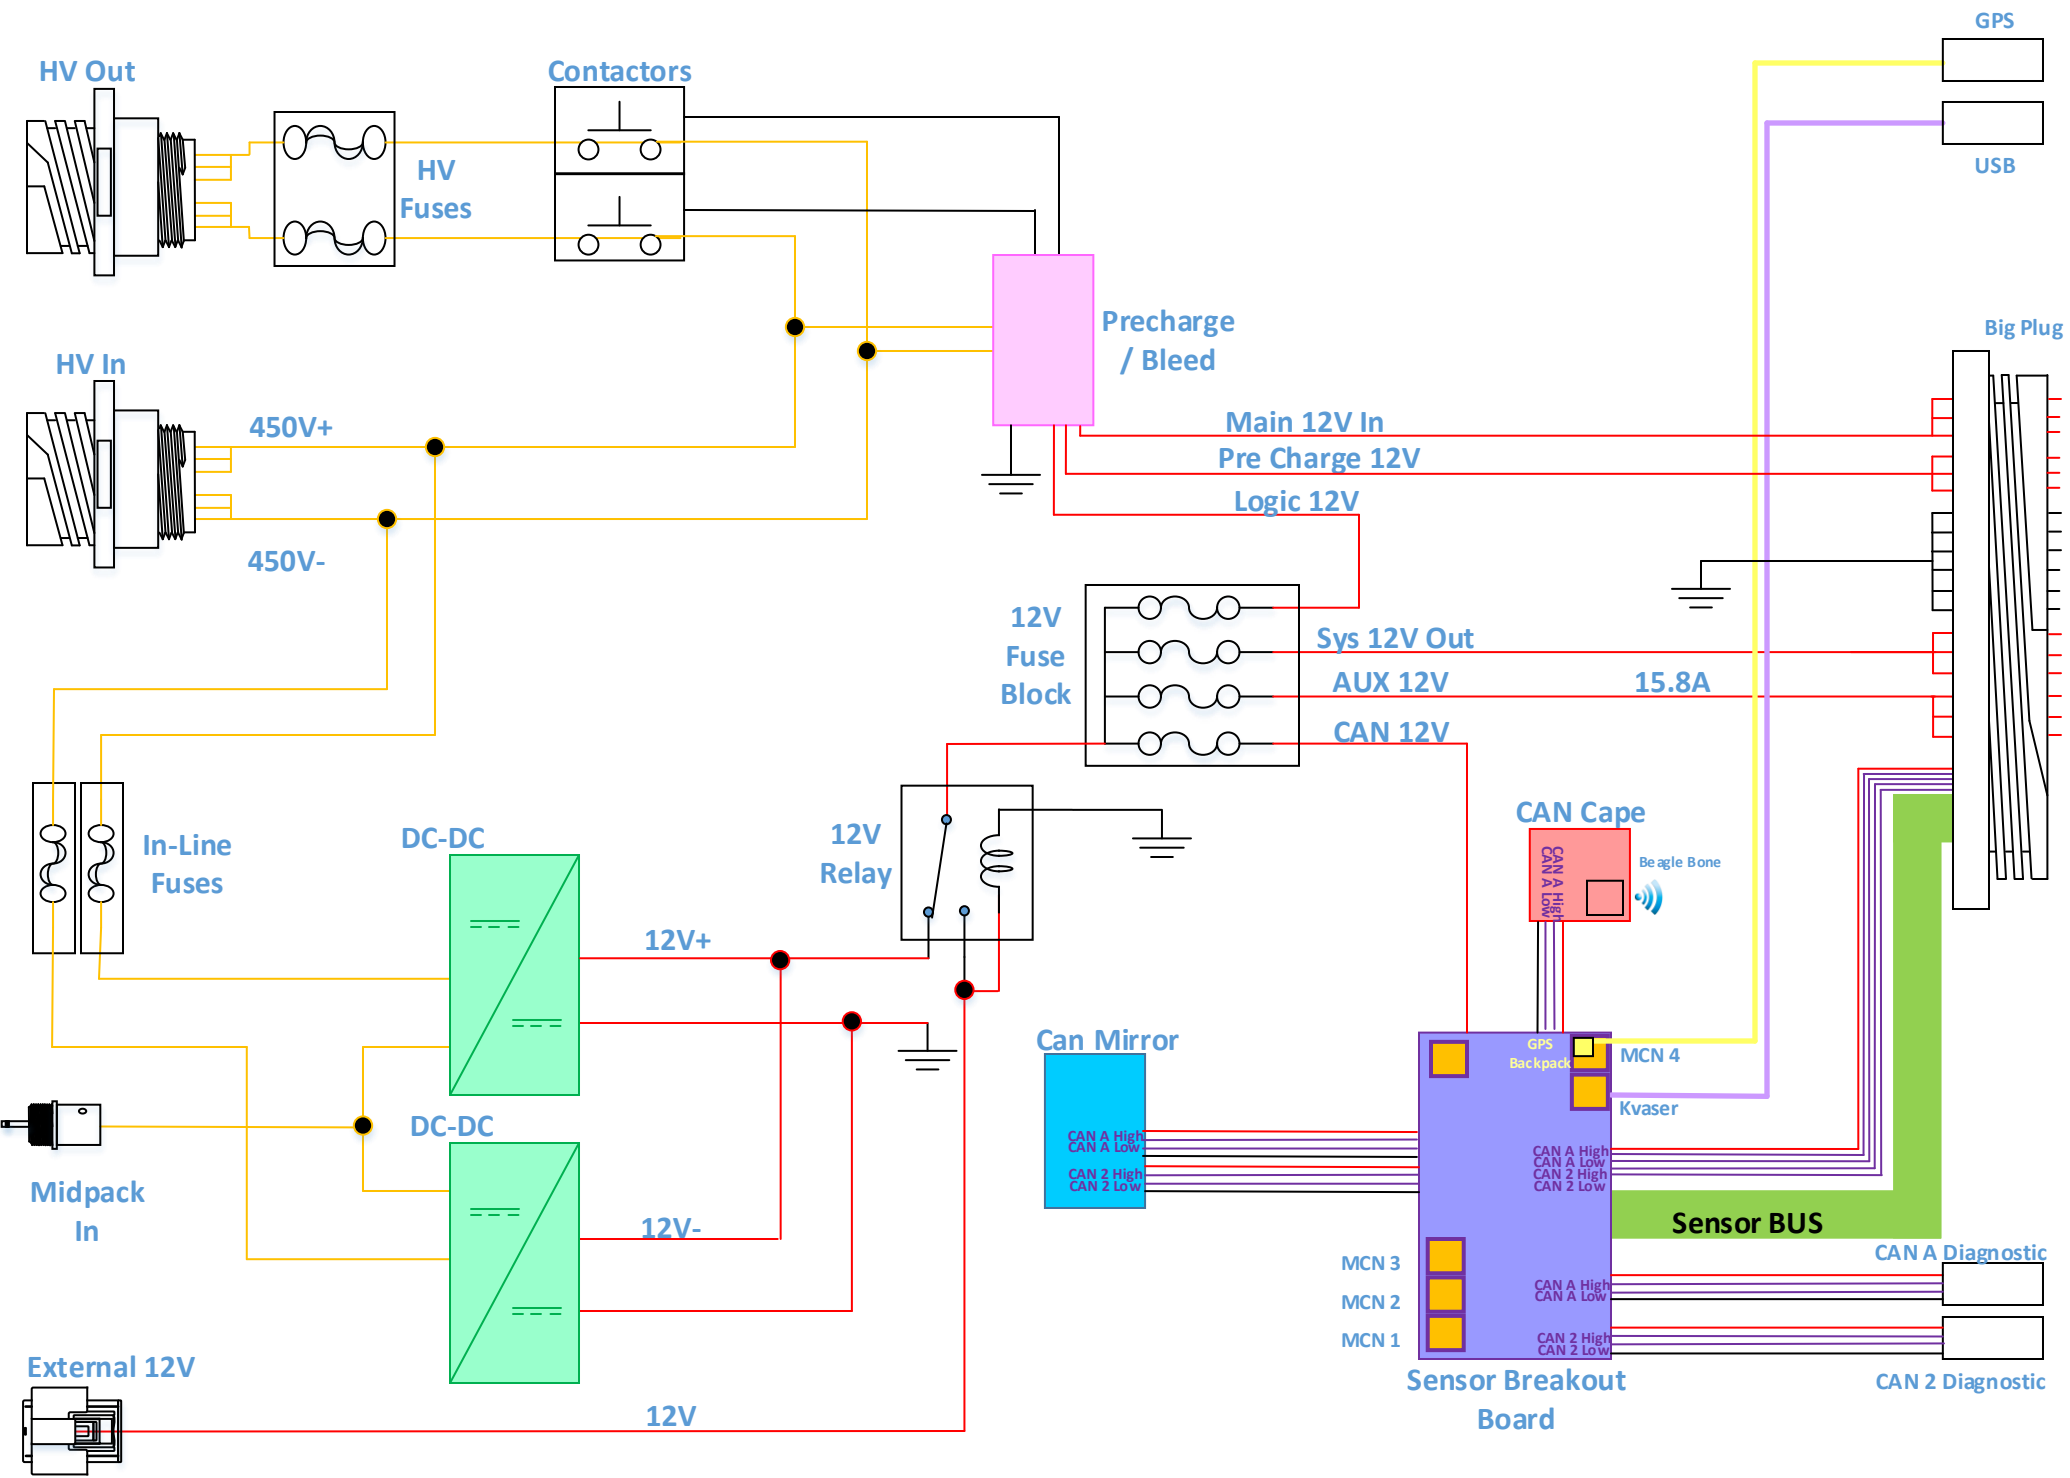 GPS
HV Out
Contactors
USB
HV
Fuses
Precharge
/ Bleed
Big Plug
HV In
450V+
Main 12V In
Pre Charge 12V
Logic 12V
450V-
12V
Fuse
Block
Sys 12V Out
AUX 12V
15.8A
CAN 12V
CAN Cape
Beagle Bone
CAN A High
CAN A Low
In-Line
Fuses
DC-DC
12V
Relay
12V+
Can Mirror
GPS
Backpack
MCN 4
Kvaser
DC-DC
CAN A High
CAN A Low
CAN 2 High
CAN 2 Low
CAN A High
CAN A Low
CAN 2 High
CAN 2 Low
Midpack
In
12V-
Sensor BUS
CAN A Diagnostic
MCN 3
MCN 2
MCN 1
CAN A High
CAN A Low
CAN 2 High
CAN 2 Low
External 12V
12V
Sensor Breakout
Board
CAN 2 Diagnostic